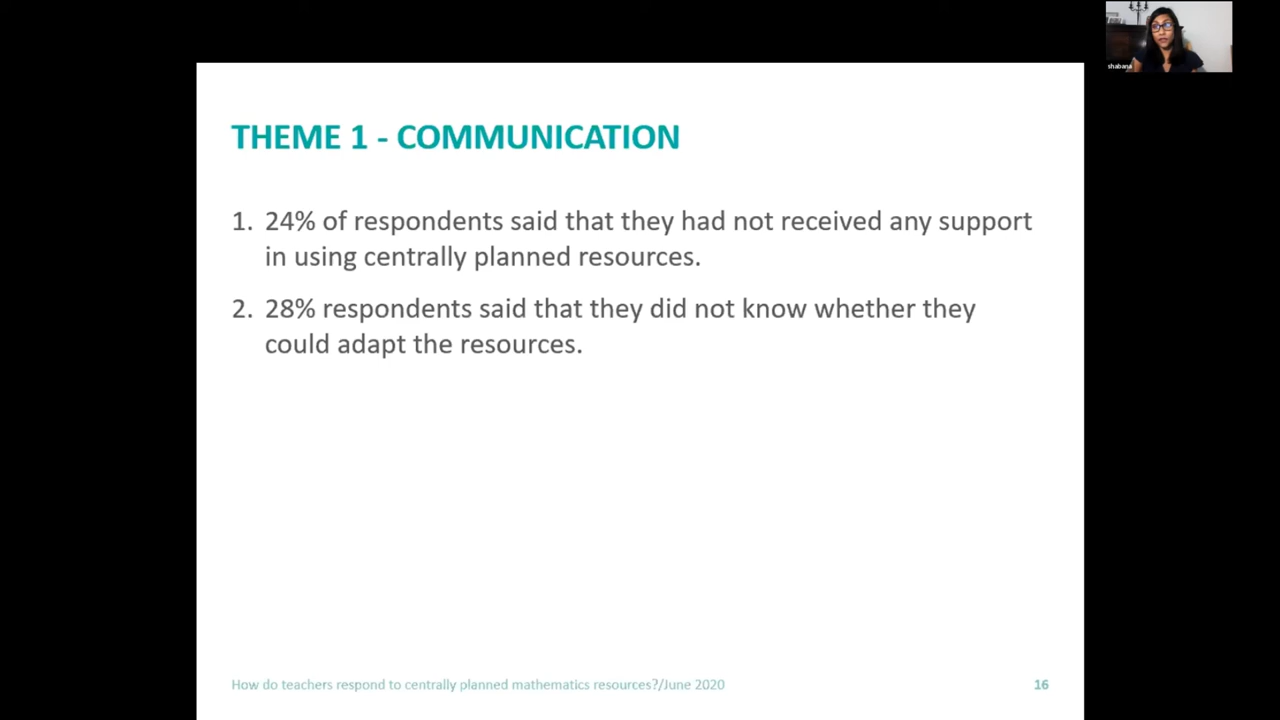 shabana
THEME 1 - COMMUNICATION
1. 24% of respondents said that they had not received any support
in using centrally planned resources.
2. 28% respondents said that they did not know whether they
could adapt the resources.
How do teachers respond to centrally planned mathematics resources?/June 2020
16